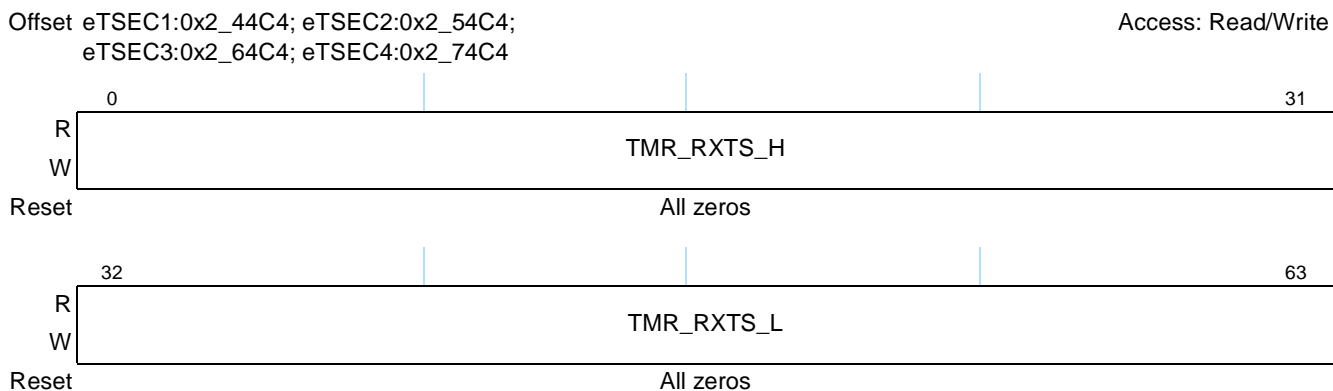 Offset eTSEC1:0x2_44C4; eTSEC2:0x2_54C4; Access: Read/Write
eTSEC3:0x2_64C4; eTSEC4:0x2_74C4
0 31
R
TMR_RXTS_H
W
Reset All zeros
32 63
R
TMR_RXTS_L
W
Reset All zeros